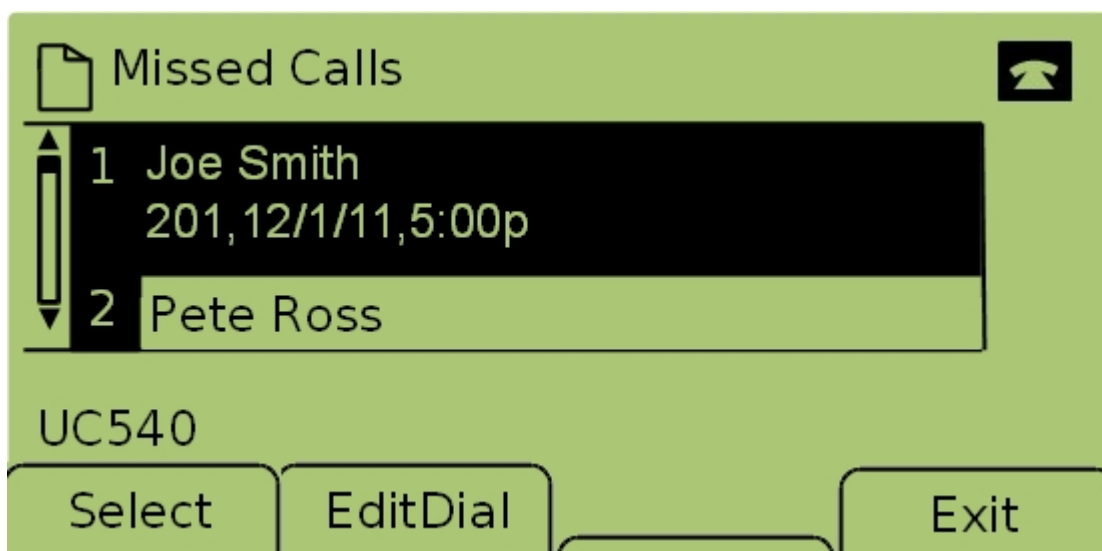 Missed Calls
1 Joe Smith
201,12/1/11,5:00p
2 Pete Ross
UC540
Select EditDial Exit